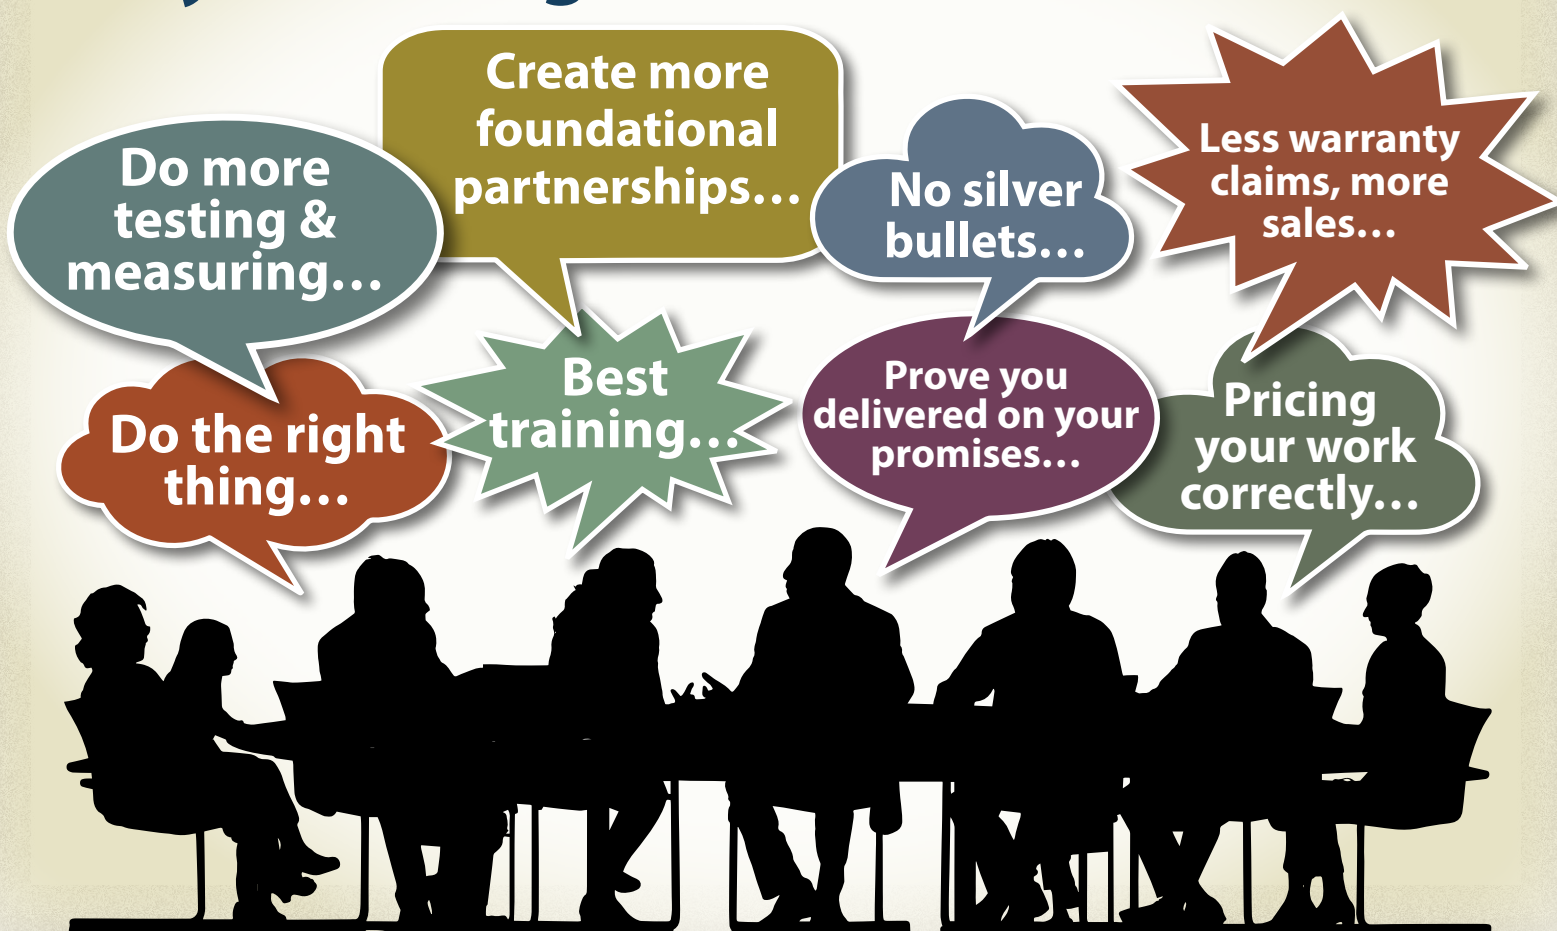 Create more
foundational
partnerships…
Do more
testing &
measuring…
No silver
bullets…
Less warranty
claims, more
sales…
Do the right
thing…
Best
training…
Prove you
delivered on your
promises…
Pricing
your work
correctly…